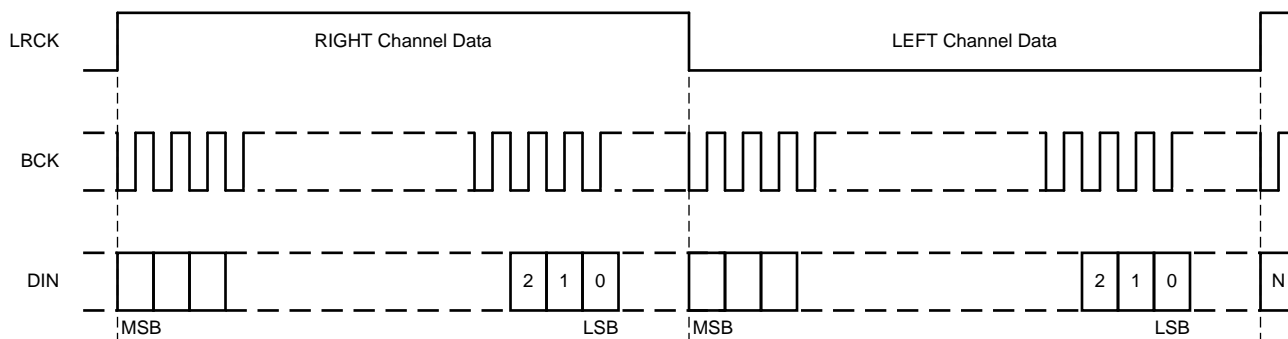 LRCK
RIGHT Channel Data
LEFT Channel Data
BCK
DIN
2 1 0
2 1 0
N
MSB
LSB
MSB
LSB